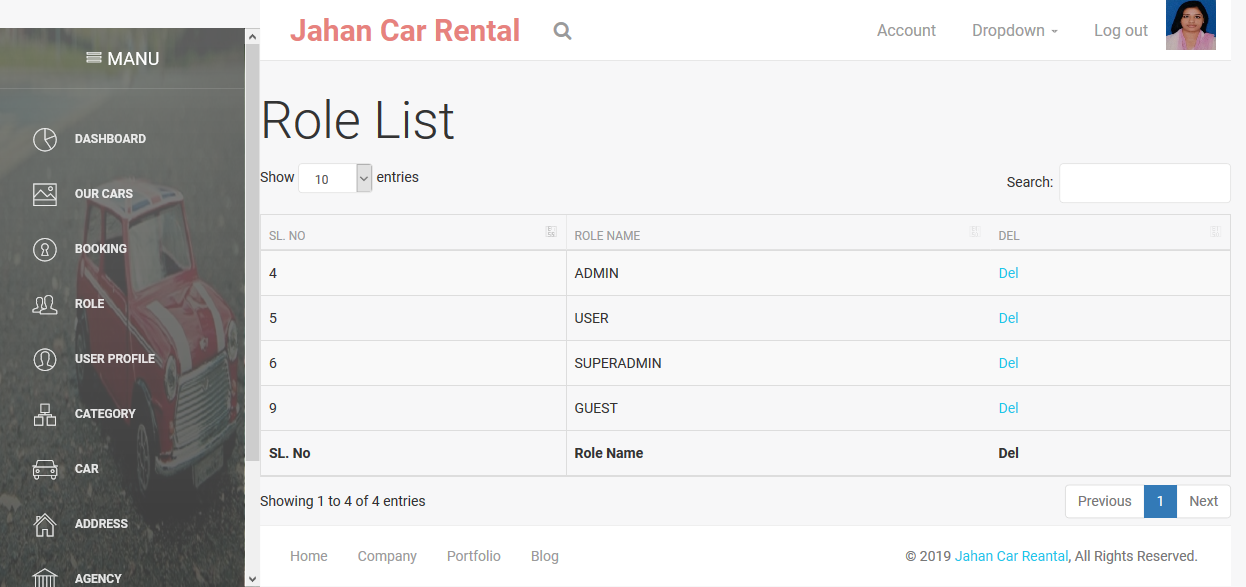 Jahan Car Rental
Account
Dropdown
Log out
MANU
DASHBOARD
OUR CARS
BOOKING
ROLE
USER PROFILE
CATEGORY
CAR
ADDRESS
AGENCY
Role List
Show 10 entries
Search:
SL. NO ROLE NAME DEL
4 ADMIN Del
5 USER Del
6 SUPERADMIN Del
9 GUEST Del
SL. No Role Name Del
Showing 1 to 4 of 4 entries
Previous 1 Next
Home Company Portfolio Blog
© 2019 Jahan Car Reantal, All Rights Reserved.